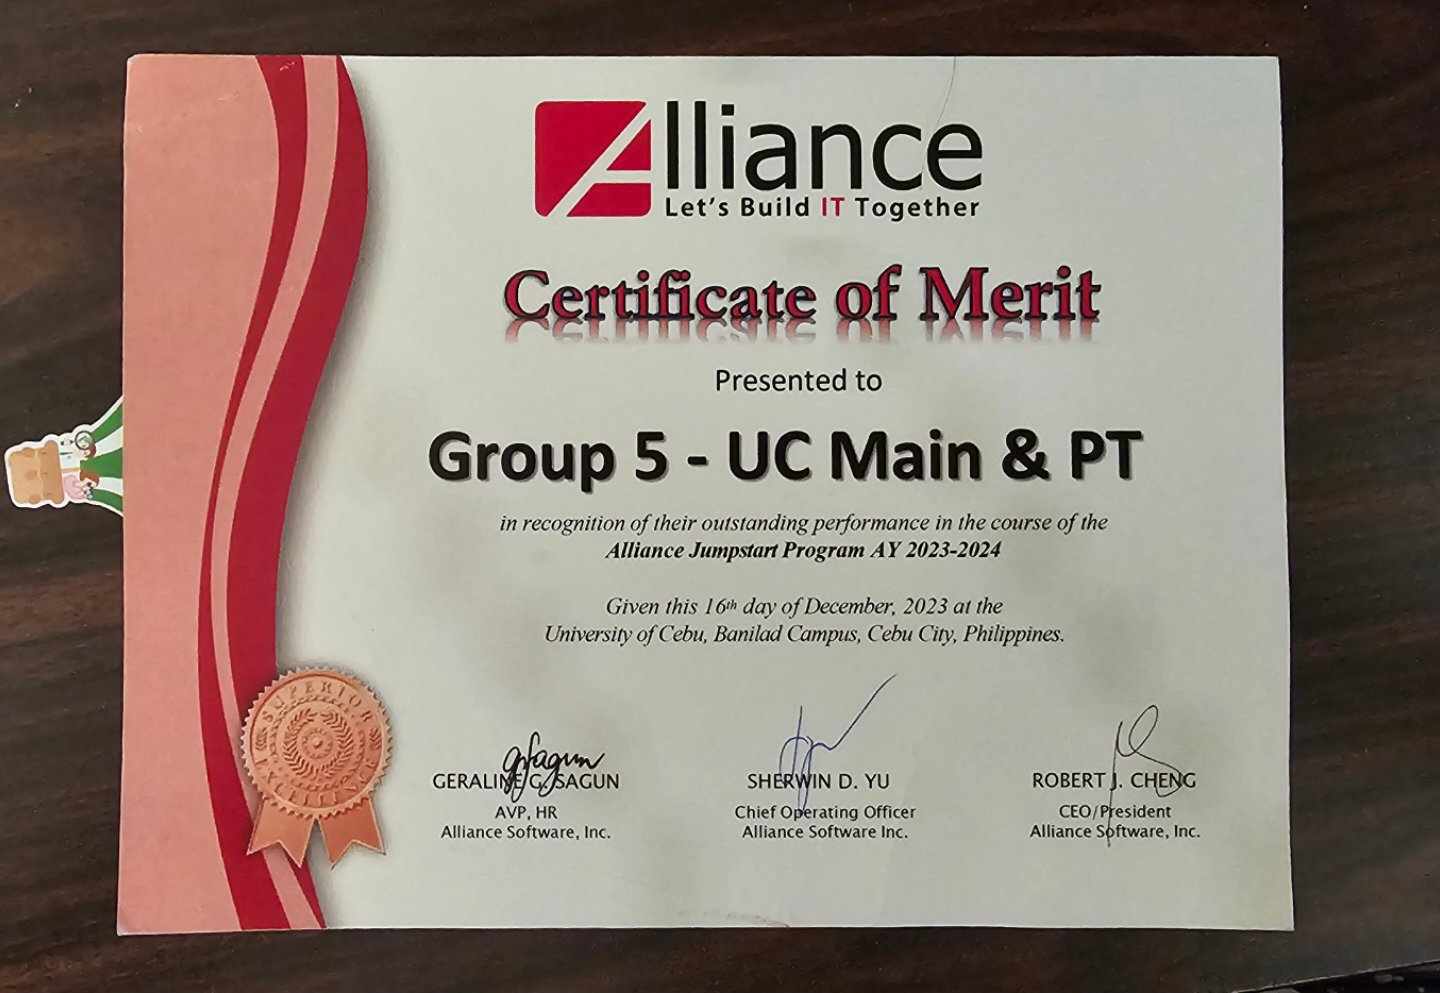 Alliance
Let's Build IT Together
Certificate of Merit
Presented to
Group 5 - UC Main & PT
in recognition of their outstanding performance in the course of the
Alliance Jumpstart Program AY 2023-2024
Given this 16th day of December, 2023 at the
University of Cebu, Banilad Campus, Cebu City, Philippines.
SUPERIOR
EXCELLENCE
GERALINE G. SAGUN
AVP, HR
Alliance Software, Inc.
SHERWIN D. YU
Chief Operating Officer
Alliance Software Inc.
ROBERT J. CHENG
CEO/President
Alliance Software, Inc.